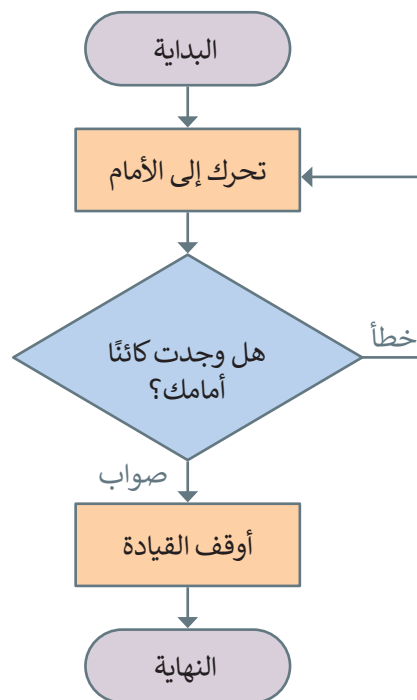 البداية
تحرك إلى الأمام
هل وجدت كائنًا
أمامك؟
خطأ
صواب
أوقف القيادة
النهاية